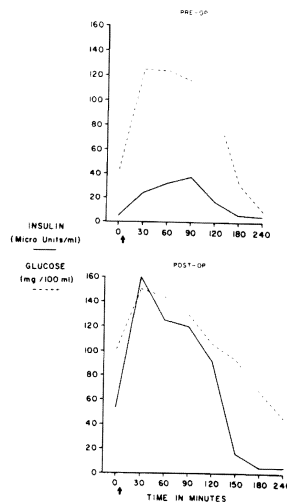 PRE-OP
160
140
120
100
80
60
40
20
0
0 30 60 90 120 180 240
INSULIN
(Micro Units/ml)
GLUCOSE
(mg/100 ml)
POST-OP
160
140
120
100
80
60
40
20
0
0 30 60 90 120 150 180 240
TIME IN MINUTES